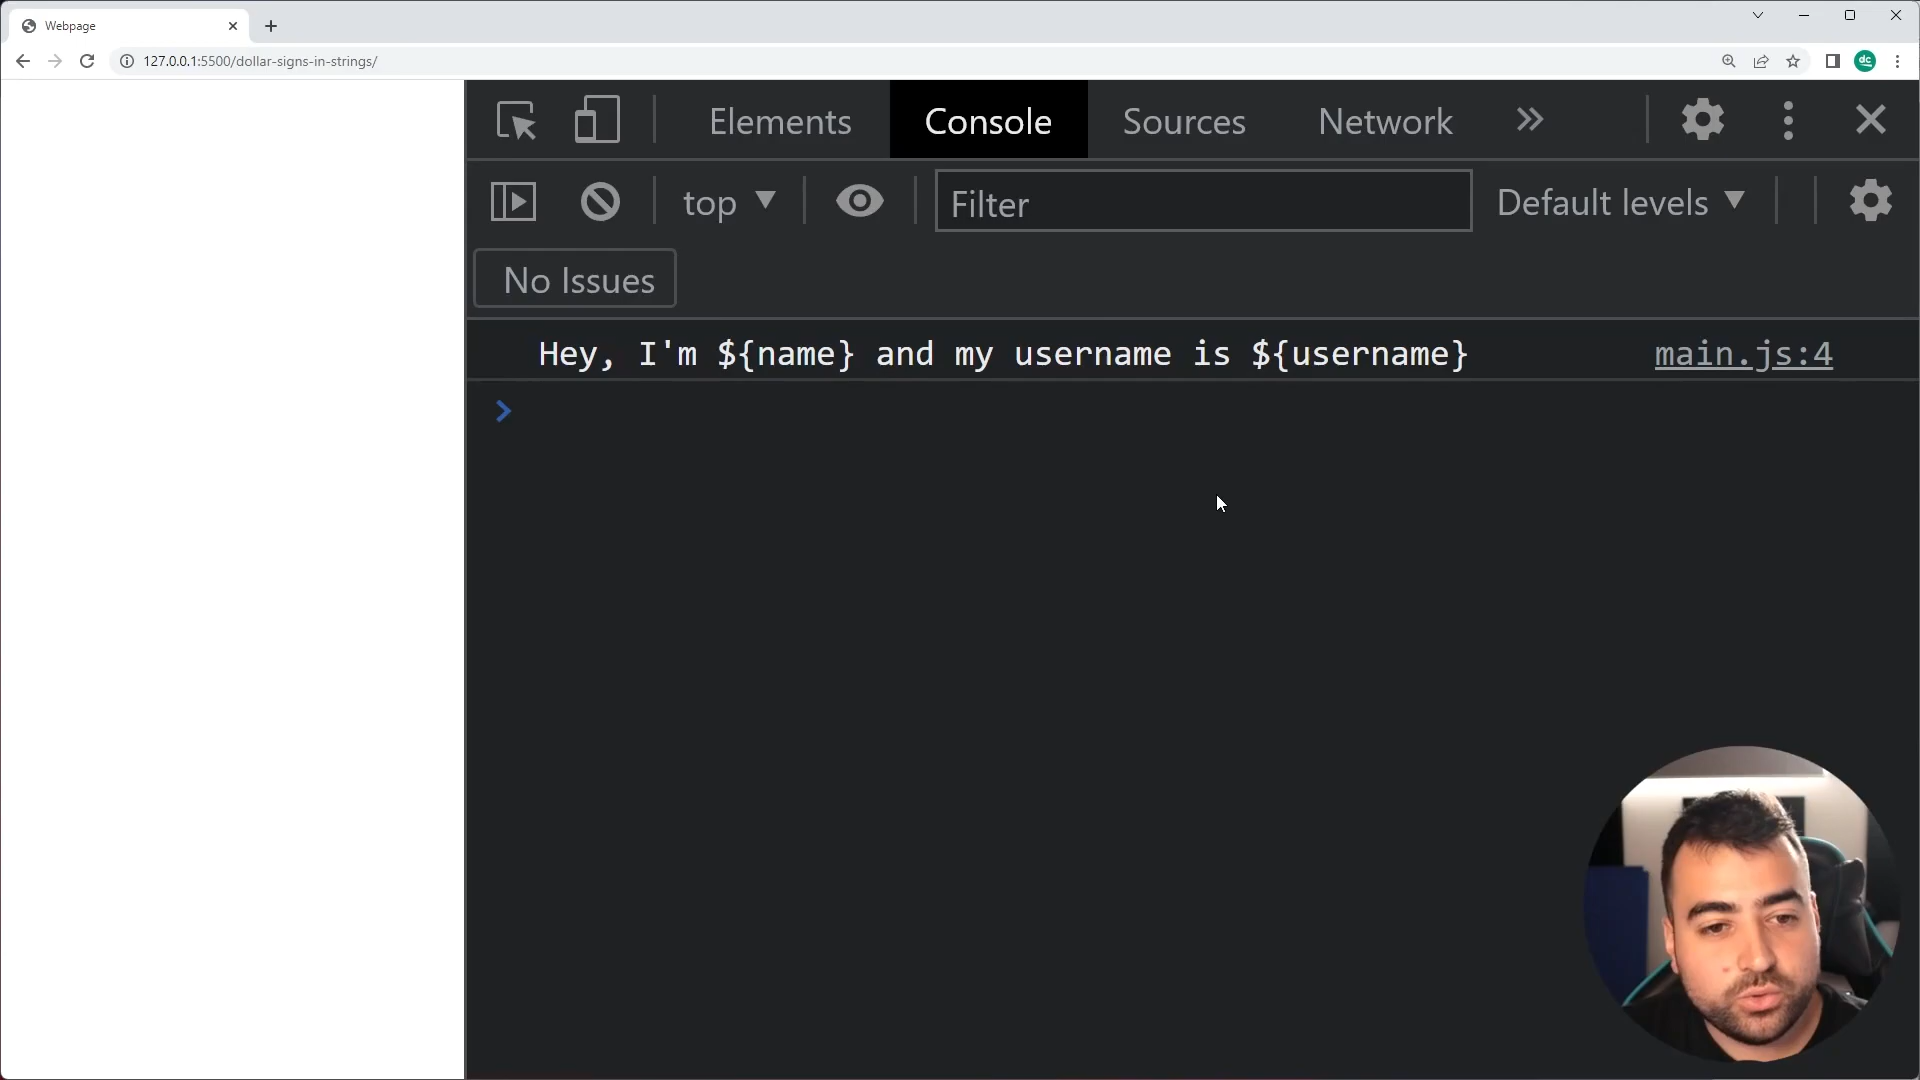 Webpage
127.0.0.1:5500/dollar-signs-in-strings/
dc
Elements Console Sources Network
top Filter Default levels
No Issues
Hey, I'm ${name} and my username is ${username} main.js:4